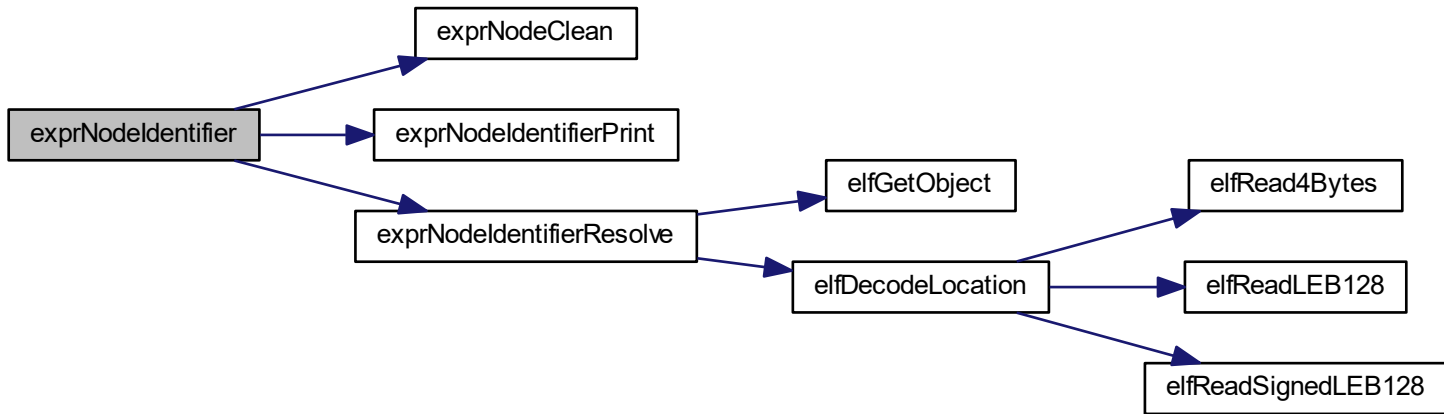 exprNodeClean
exprNodeIdentifier
exprNodeIdentifierPrint
exprNodeIdentifierResolve
elfGetObject
elfDecodeLocation
elfRead4Bytes
elfReadLEB128
elfReadSignedLEB128